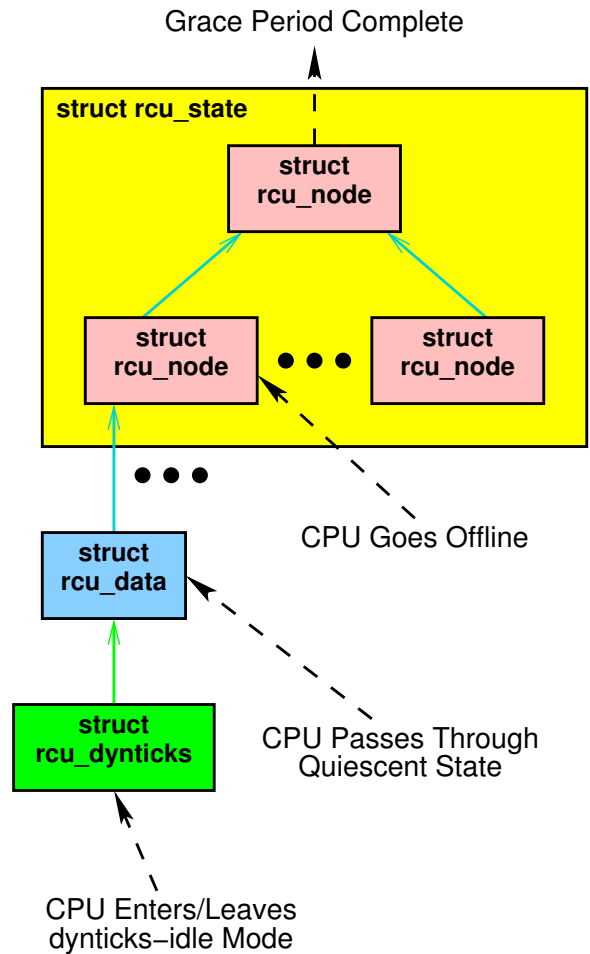 Grace Period Complete
struct rcu_state
struct
rcu_node
struct
rcu_node
struct
rcu_node
CPU Goes Offline
struct
rcu_data
struct
rcu_dynticks
CPU Passes Through
Quiescent State
CPU Enters/Leaves
dynticks−idle Mode